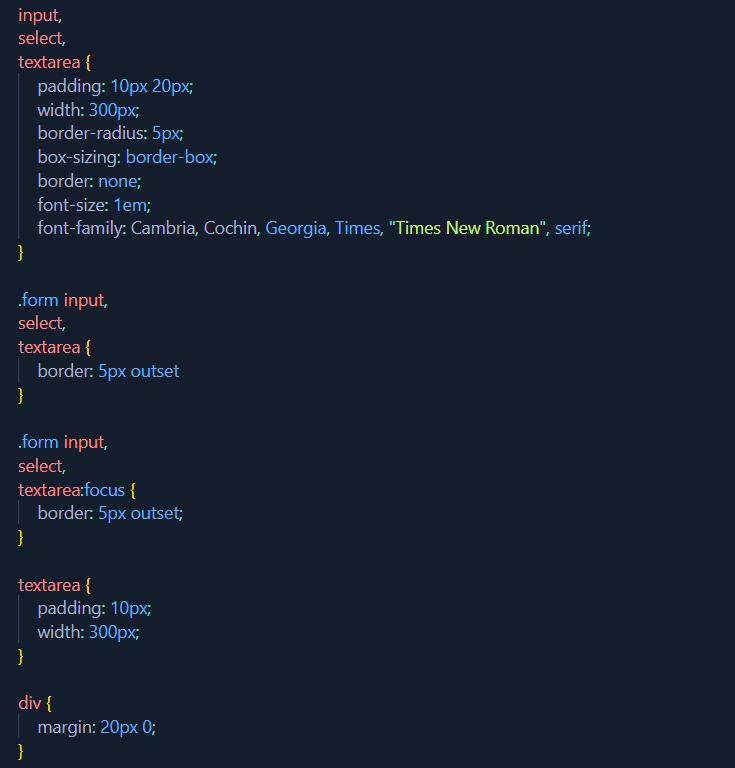 input,
select,
textarea {
padding: 10px 20px;
width: 300px;
border-radius: 5px;
box-sizing: border-box;
border: none;
font-size: 1em;
font-family: Cambria, Cochin, Georgia, Times, "Times New Roman", serif;
}
.form input,
select,
textarea {
border: 5px outset
}
.form input,
select,
textarea:focus {
border: 5px outset;
}
textarea {
padding: 10px;
width: 300px;
}
div {
margin: 20px 0;
}